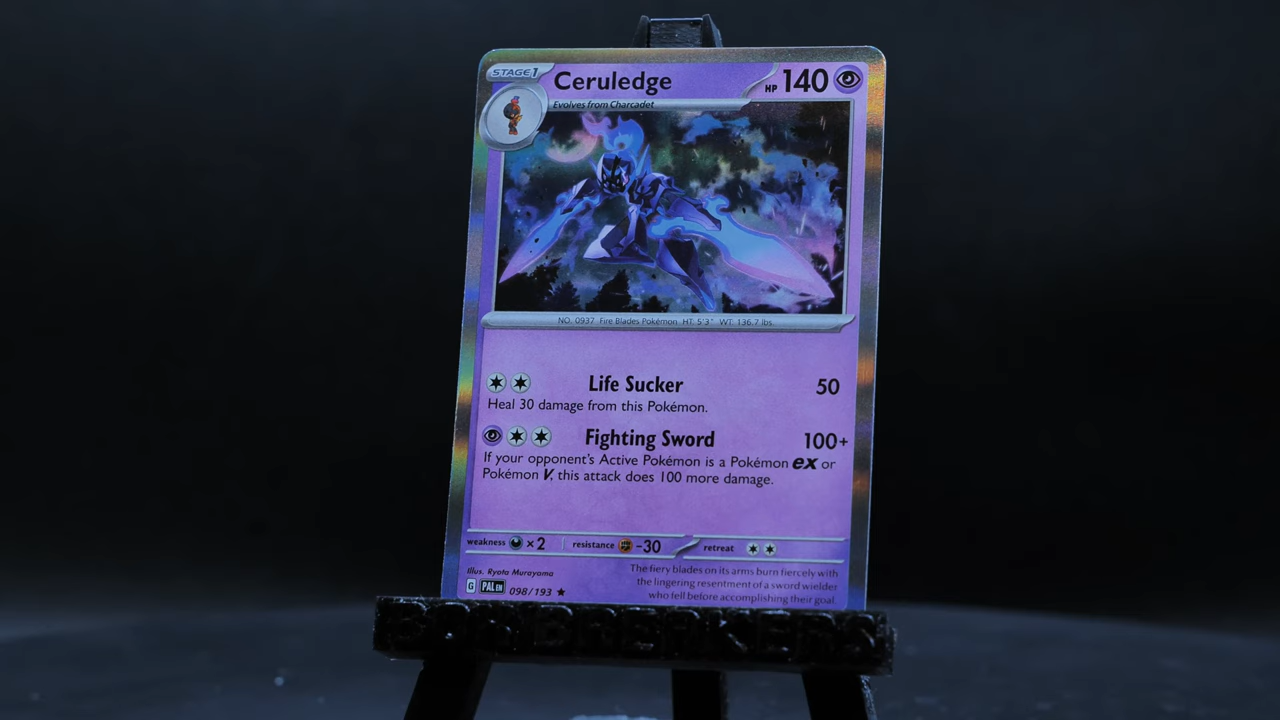 STAGE 1 Ceruledge HP 140
Evolves from Charcadet
NO. 0937 Fire Blades Pokémon HT: 5'3" WT: 136.7 lbs
Life Sucker 50
Heal 30 damage from this Pokémon.
Fighting Sword 100+
If your opponent's Active Pokémon is a Pokémon ex or
Pokémon V, this attack does 100 more damage.
weakness ×2 resistance -30 retreat
Illus. Ryota Murayama
G PAL EN 098/193
The fiery blades on its arms burn fiercely with
the lingering resentment of a sword wielder
who fell before accomplishing their goal.
BOX BREAKERS